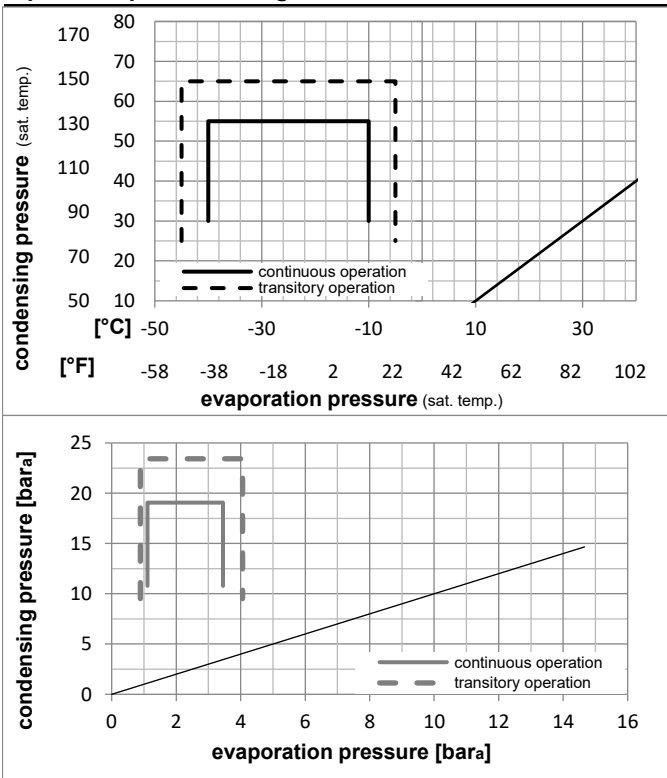 170 80
150 70
60
130 50
110 40
90 30
70 20
50 10
condensing pressure (sat. temp.)
continuous operation
transitory operation
[°C] -50 -30 -10 10 30
[°F] -58 -38 -18 2 22 42 62 82 102
evaporation pressure (sat. temp.)
25
20
15
10
5
0
condensing pressure [bara]
continuous operation
transitory operation
0 2 4 6 8 10 12 14 16
evaporation pressure [bara]